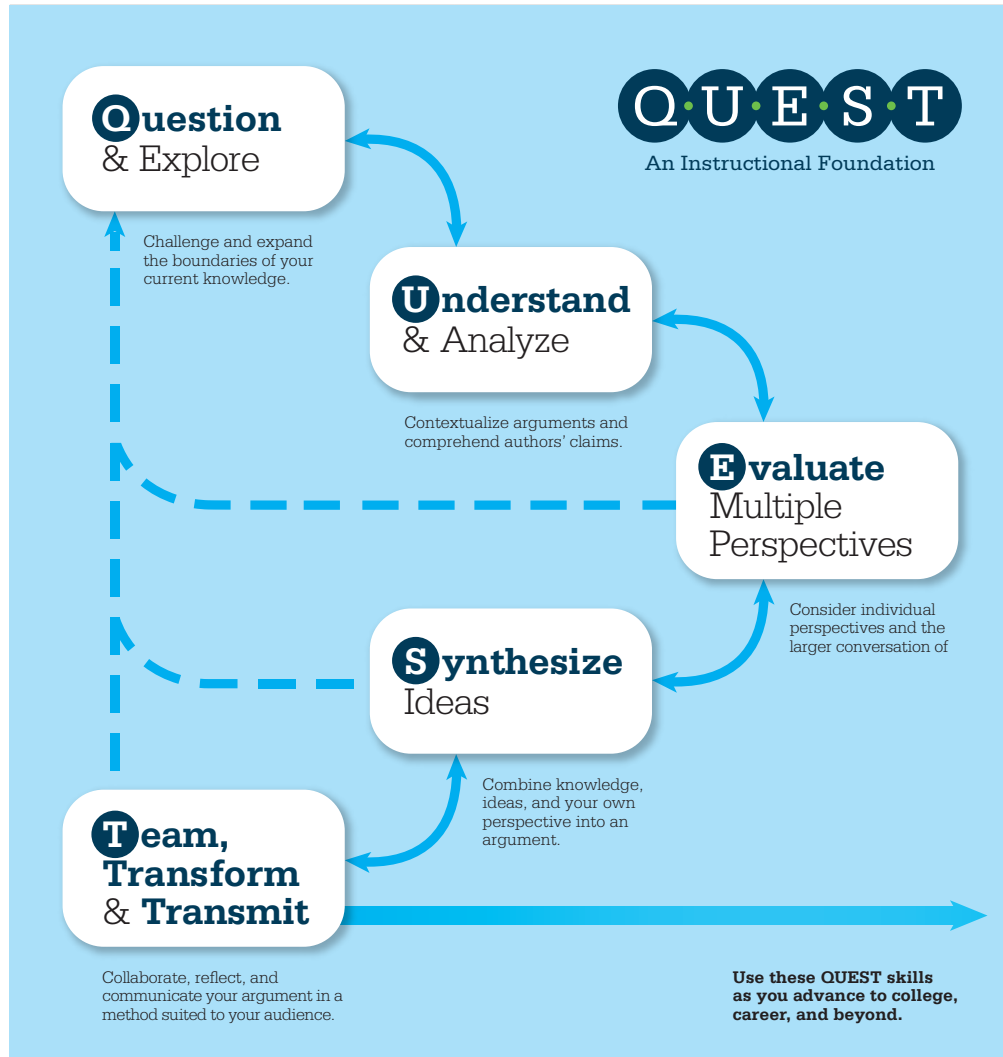 Question
& Explore
Q·U·E·S·T
An Instructional Foundation
Challenge and expand
the boundaries of your
current knowledge.
Understand
& Analyze
Contextualize arguments and
comprehend authors’ claims.
Evaluate
Multiple
Perspectives
Consider individual
perspectives and the
larger conversation of
Synthesize
Ideas
Combine knowledge,
ideas, and your own
perspective into an
argument.
Team,
Transform
& Transmit
Collaborate, reflect, and
communicate your argument in a
method suited to your audience.
Use these QUEST skills
as you advance to college,
career, and beyond.